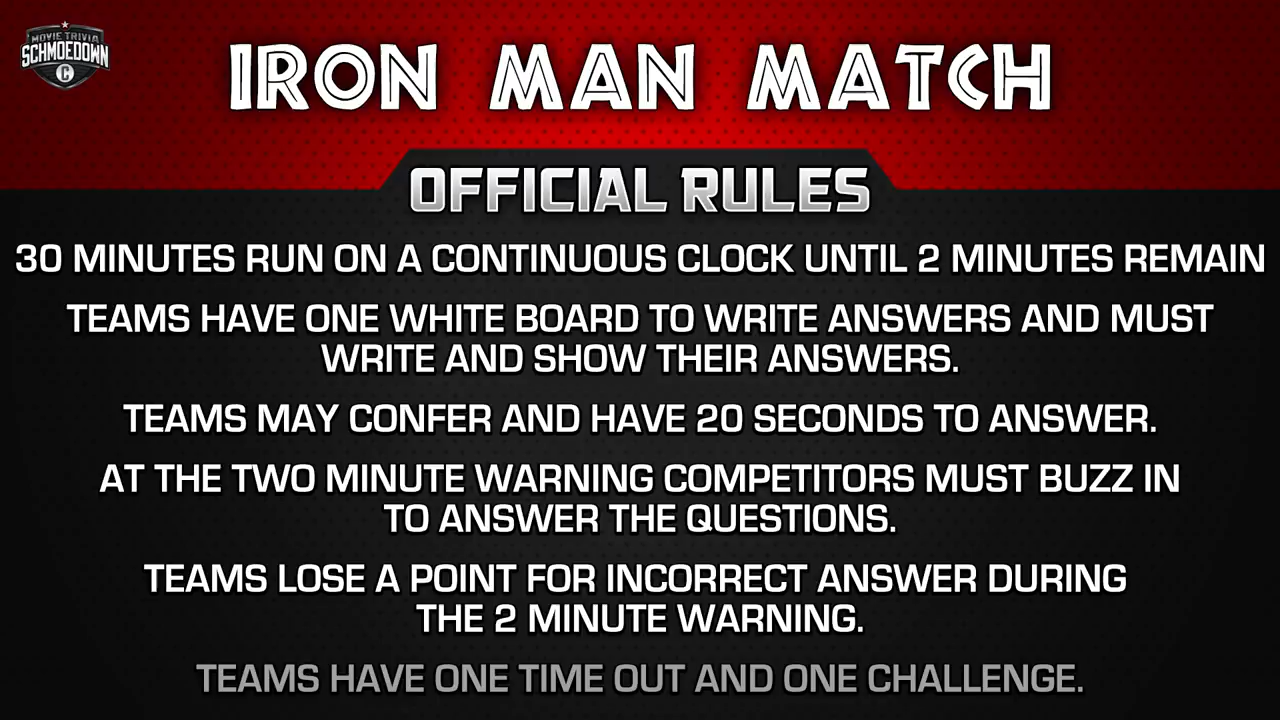 MOVIE TRIVIA
SCHMOEDOWN
C
IRON MAN MATCH
OFFICIAL RULES
30 MINUTES RUN ON A CONTINUOUS CLOCK UNTIL 2 MINUTES REMAIN
TEAMS HAVE ONE WHITE BOARD TO WRITE ANSWERS AND MUST
WRITE AND SHOW THEIR ANSWERS.
TEAMS MAY CONFER AND HAVE 20 SECONDS TO ANSWER.
AT THE TWO MINUTE WARNING COMPETITORS MUST BUZZ IN
TO ANSWER THE QUESTIONS.
TEAMS LOSE A POINT FOR INCORRECT ANSWER DURING
THE 2 MINUTE WARNING.
TEAMS HAVE ONE TIME OUT AND ONE CHALLENGE.